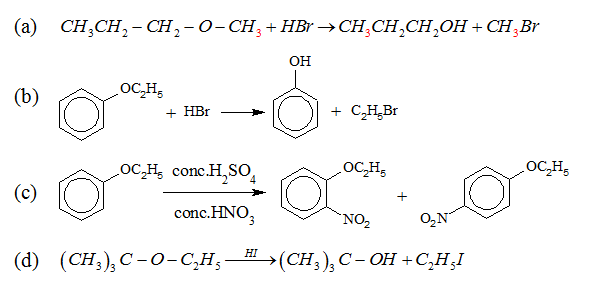 (a) CH₃CH₂ – CH₂ – O – CH₃ + HBr → CH₃CH₂CH₂OH + CH₃Br
OH
(b) OC₂H₅ + HBr ⟶ + C₂H₅Br
(c) OC₂H₅ conc.H₂SO₄ OC₂H₅ + OC₂H₅
conc.HNO₃ NO₂ O₂N
(d) (CH₃)₃C – O – C₂H₅ —HI→ (CH₃)₃C – OH + C₂H₅I